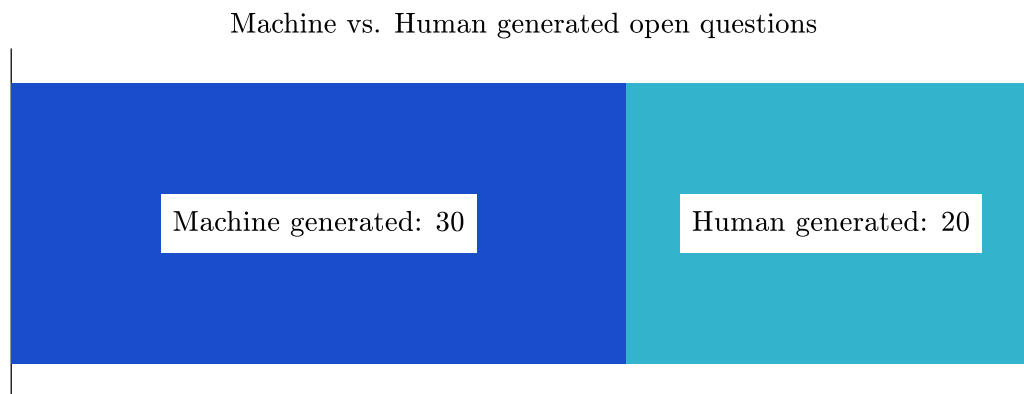 Machine vs. Human generated open questions
Machine generated: 30
Human generated: 20